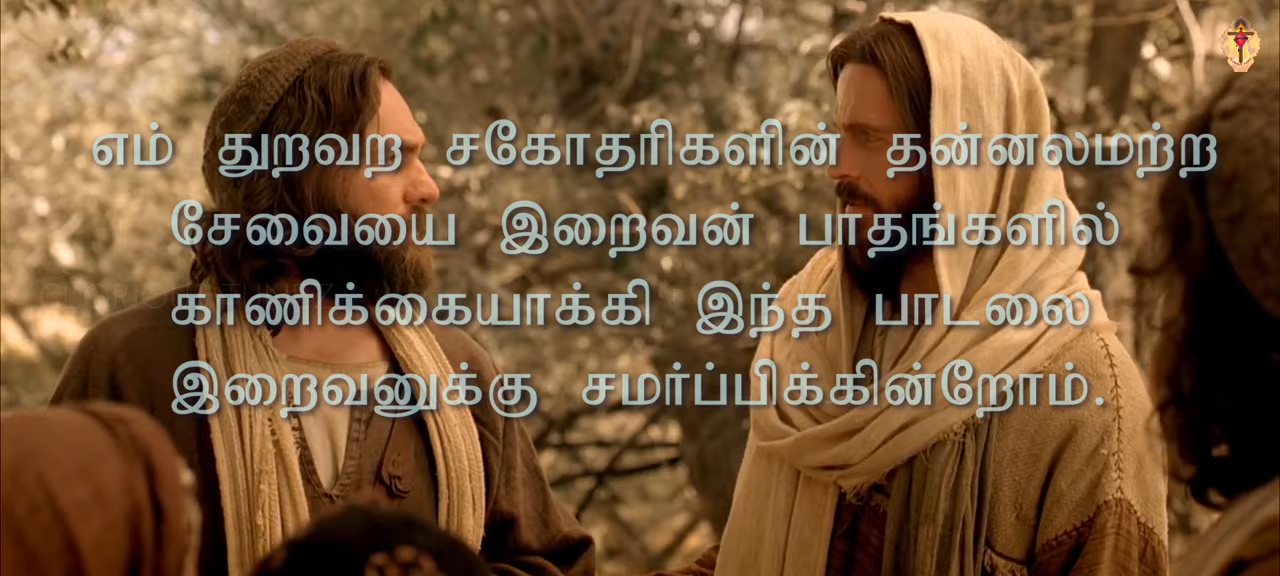 எம் துறவற சகோதரிகளின் தன்னலமற்ற
சேவையை இறைவன் பாதங்களில்
காணிக்கையாக்கி இந்த பாடலை
இறைவனுக்கு சமர்ப்பிக்கின்றோம்.